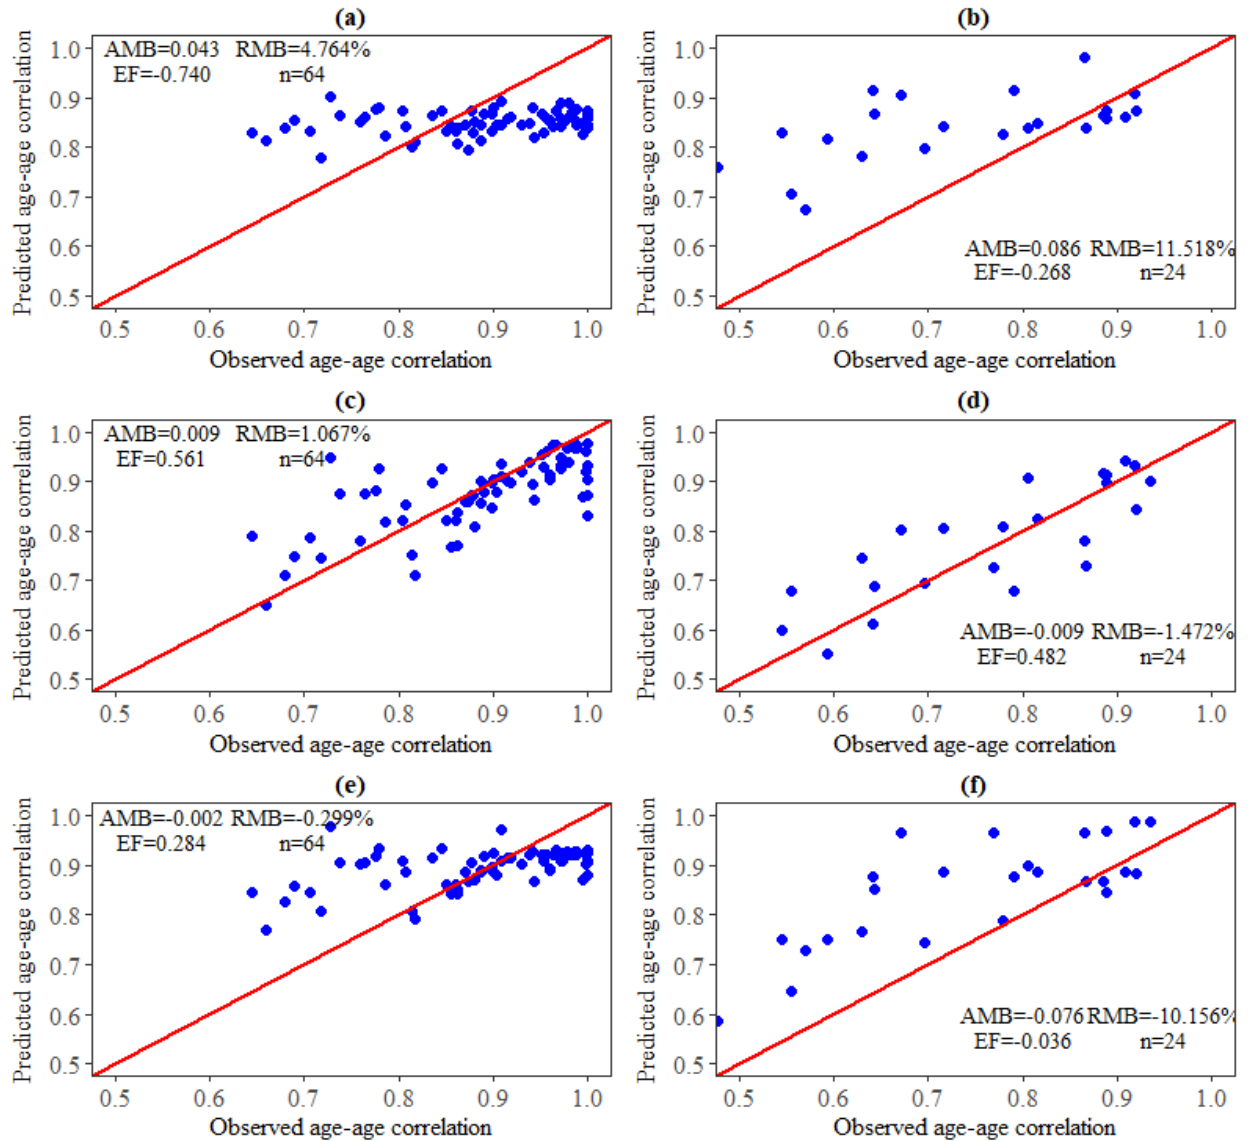 (a)
AMB=0.043 RMB=4.764%
EF=-0.740 n=64
Predicted age-age correlation
1.0
0.9
0.8
0.7
0.6
0.5
0.5 0.6 0.7 0.8 0.9 1.0
Observed age-age correlation
(b)
Predicted age-age correlation
1.0
0.9
0.8
0.7
0.6
0.5
AMB=0.086 RMB=11.518%
EF=-0.268 n=24
0.5 0.6 0.7 0.8 0.9 1.0
Observed age-age correlation
(c)
AMB=0.009 RMB=1.067%
EF=0.561 n=64
Predicted age-age correlation
1.0
0.9
0.8
0.7
0.6
0.5
0.5 0.6 0.7 0.8 0.9 1.0
Observed age-age correlation
(d)
Predicted age-age correlation
1.0
0.9
0.8
0.7
0.6
0.5
AMB=-0.009 RMB=-1.472%
EF=0.482 n=24
0.5 0.6 0.7 0.8 0.9 1.0
Observed age-age correlation
(e)
AMB=-0.002 RMB=-0.299%
EF=0.284 n=64
Predicted age-age correlation
1.0
0.9
0.8
0.7
0.6
0.5
0.5 0.6 0.7 0.8 0.9 1.0
Observed age-age correlation
(f)
Predicted age-age correlation
1.0
0.9
0.8
0.7
0.6
0.5
AMB=-0.076 RMB=-10.156%
EF=-0.036 n=24
0.5 0.6 0.7 0.8 0.9 1.0
Observed age-age correlation